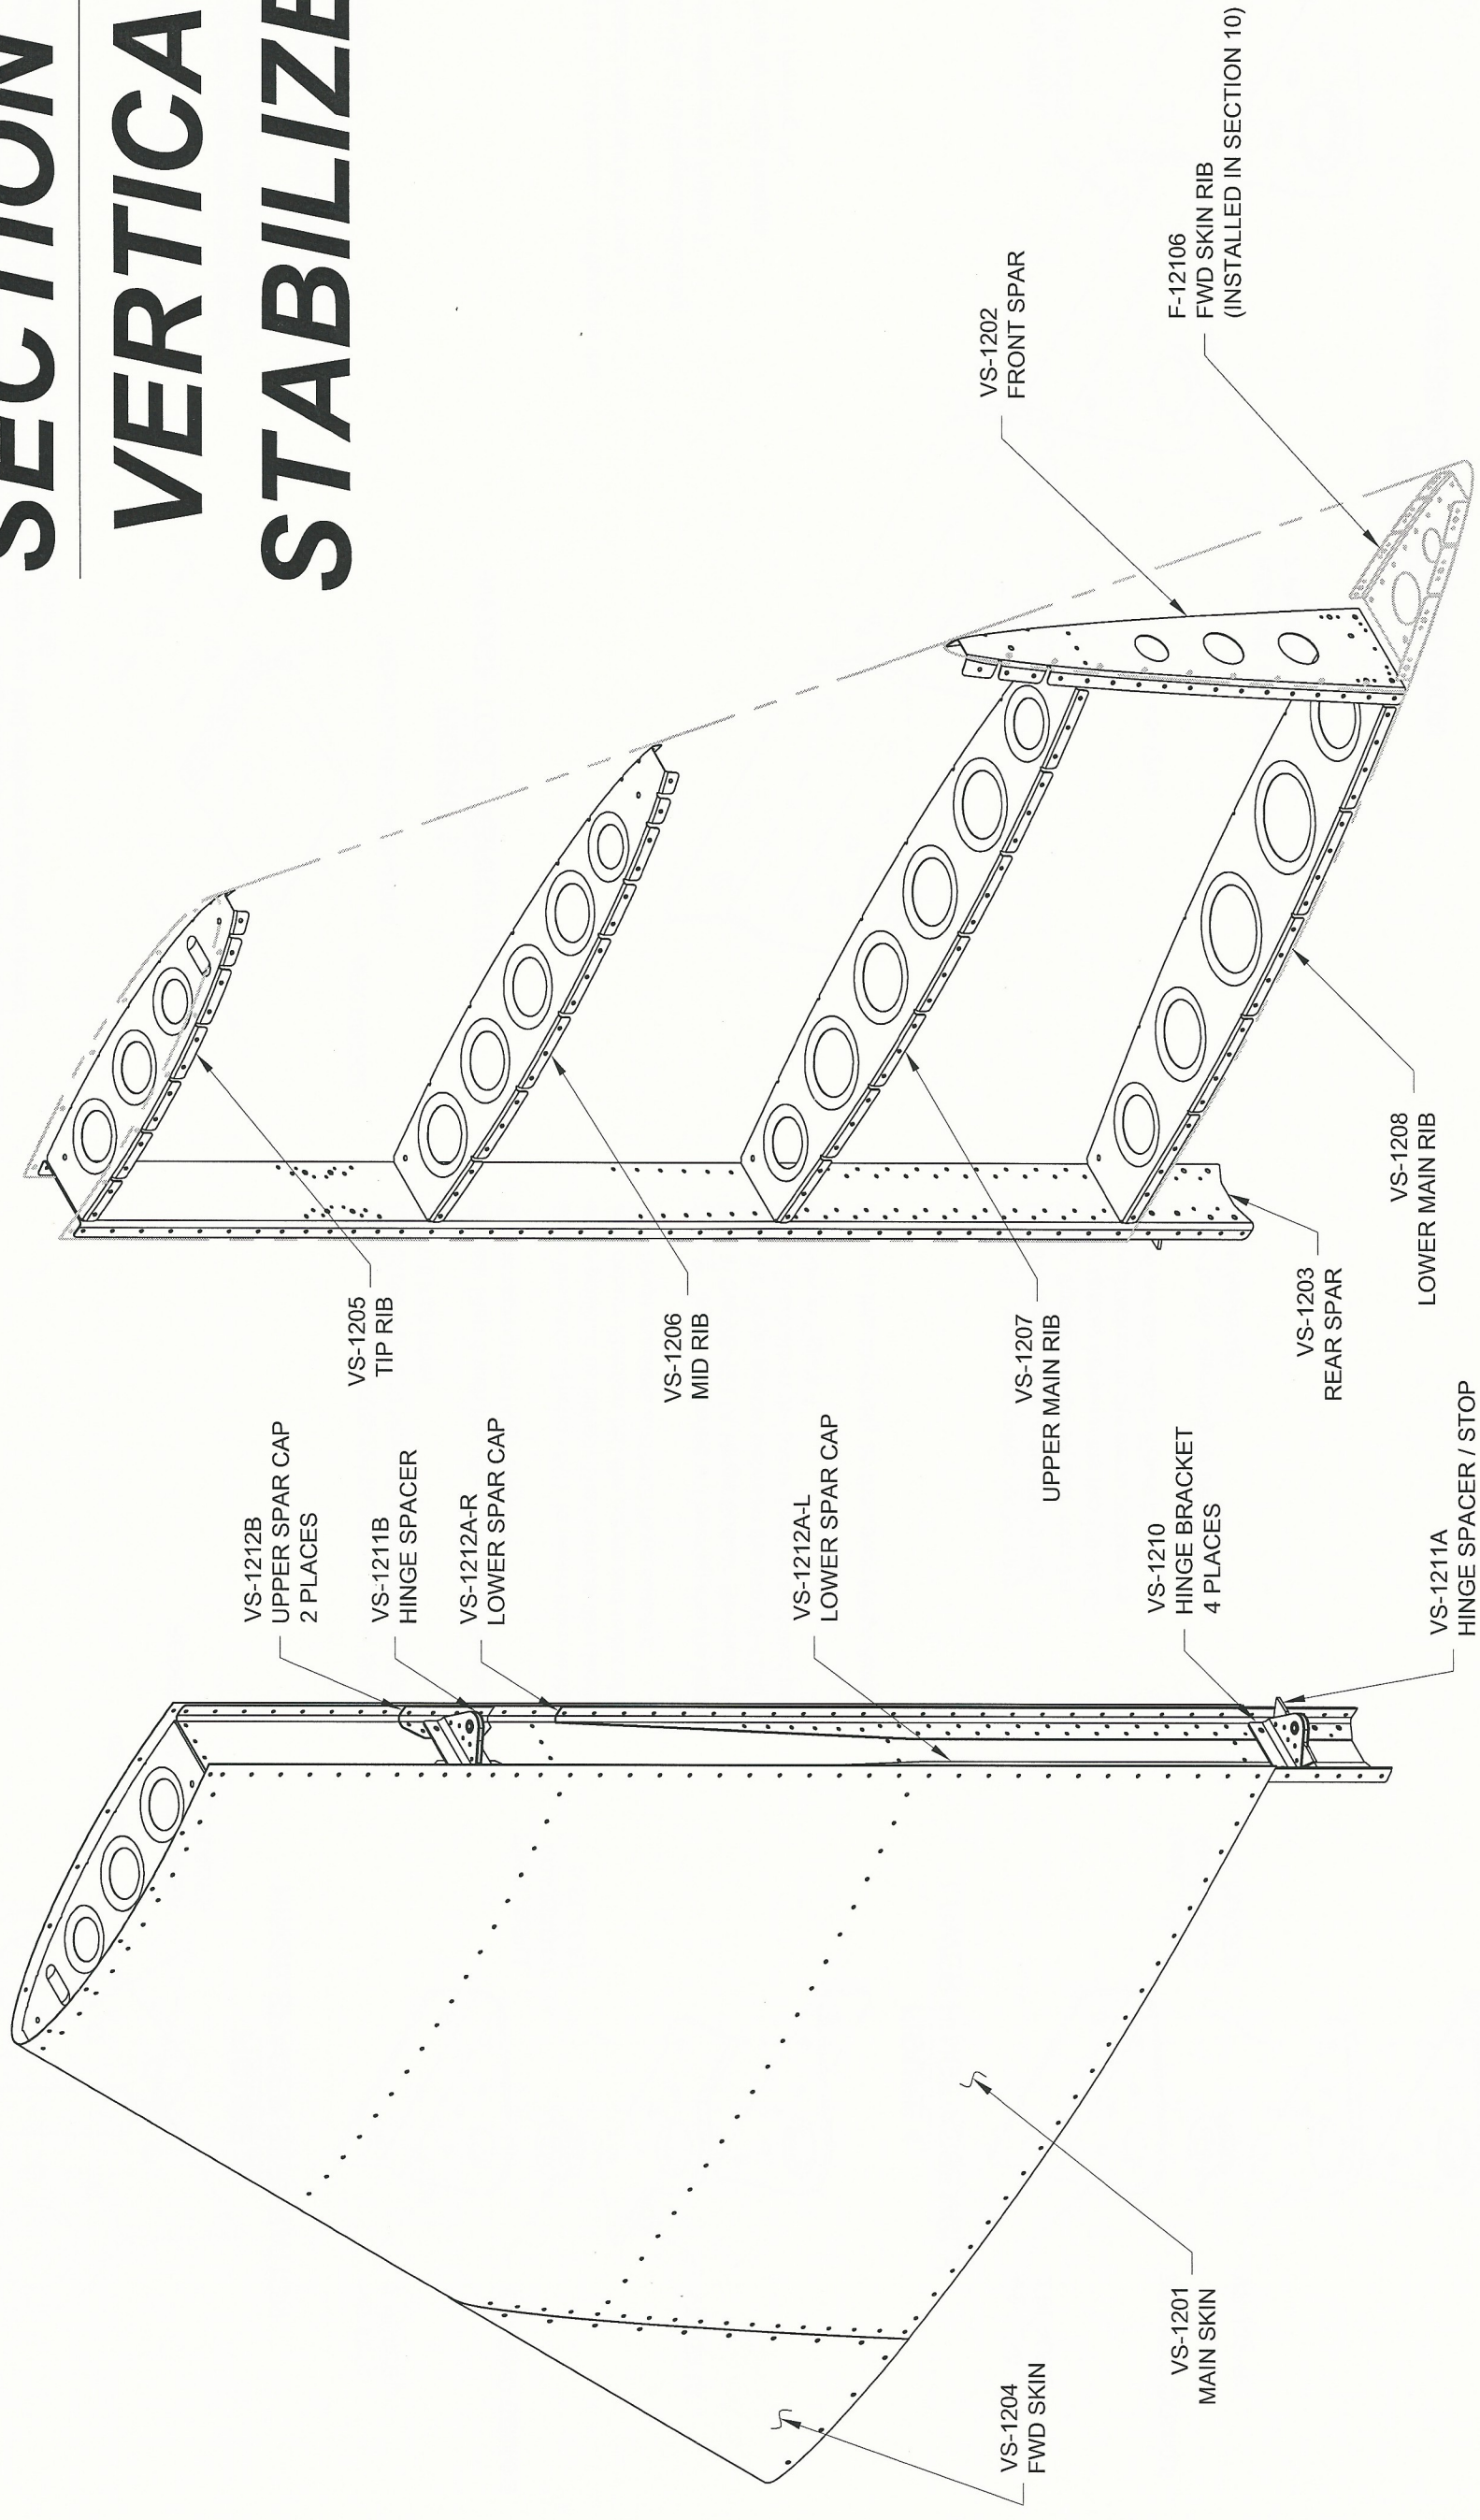 SECTION
VERTICA
STABILIZE
VS-1205
TIP RIB
VS-1206
MID RIB
VS-1207
UPPER MAIN RIB
VS-1203
REAR SPAR
VS-1208
LOWER MAIN RIB
VS-1202
FRONT SPAR
F-12106
FWD SKIN RIB
(INSTALLED IN SECTION 10)
VS-1212B
UPPER SPAR CAP
2 PLACES
VS-1211B
HINGE SPACER
VS-1212A-R
LOWER SPAR CAP
VS-1212A-L
LOWER SPAR CAP
VS-1210
HINGE BRACKET
4 PLACES
VS-1211A
HINGE SPACER / STOP
VS-1204
FWD SKIN
VS-1201
MAIN SKIN